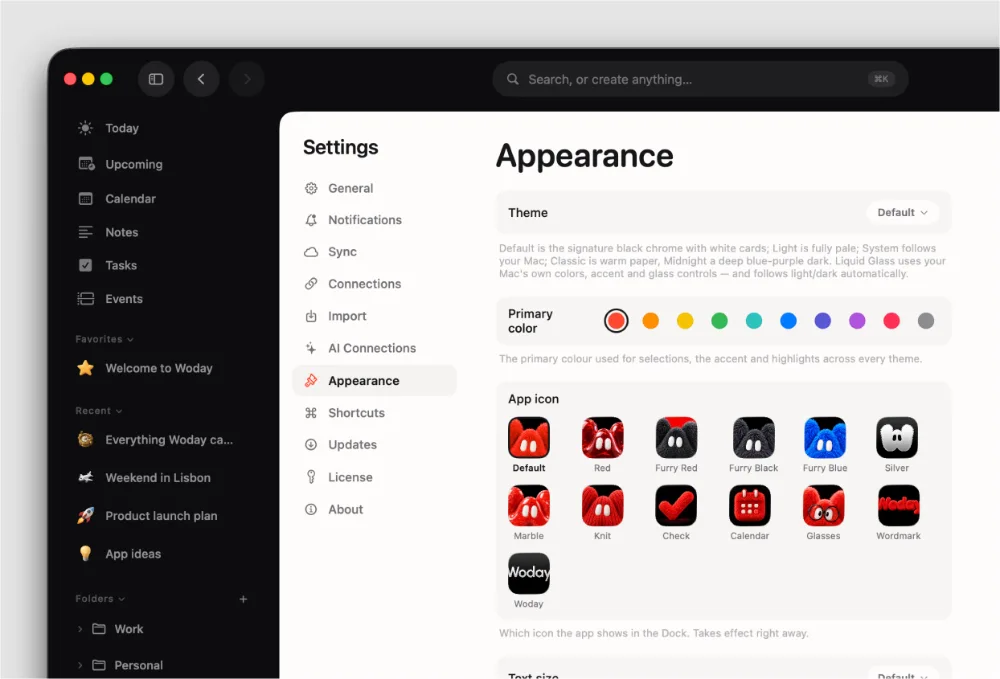 Search, or create anything...
⌘K
Today
Upcoming
Calendar
Notes
Tasks
Events
Favorites
Welcome to Woday
Recent
Everything Woday ca...
Weekend in Lisbon
Product launch plan
App ideas
Folders
Work
Personal
Settings
General
Notifications
Sync
Connections
Import
AI Connections
Appearance
Shortcuts
Updates
License
About
Appearance
Theme
Default
Default is the signature black chrome with white cards; Light is fully pale; System follows
your Mac; Classic is warm paper, Midnight a deep blue-purple dark. Liquid Glass uses your
Mac's own colors, accent and glass controls — and follows light/dark automatically.
Primary
color
The primary colour used for selections, the accent and highlights across every theme.
App icon
Default
Red
Furry Red
Furry Black
Furry Blue
Silver
Woday
Marble
Knit
Check
Calendar
Glasses
Wordmark
Woday
Woday
Which icon the app shows in the Dock. Takes effect right away.
Text size
Default